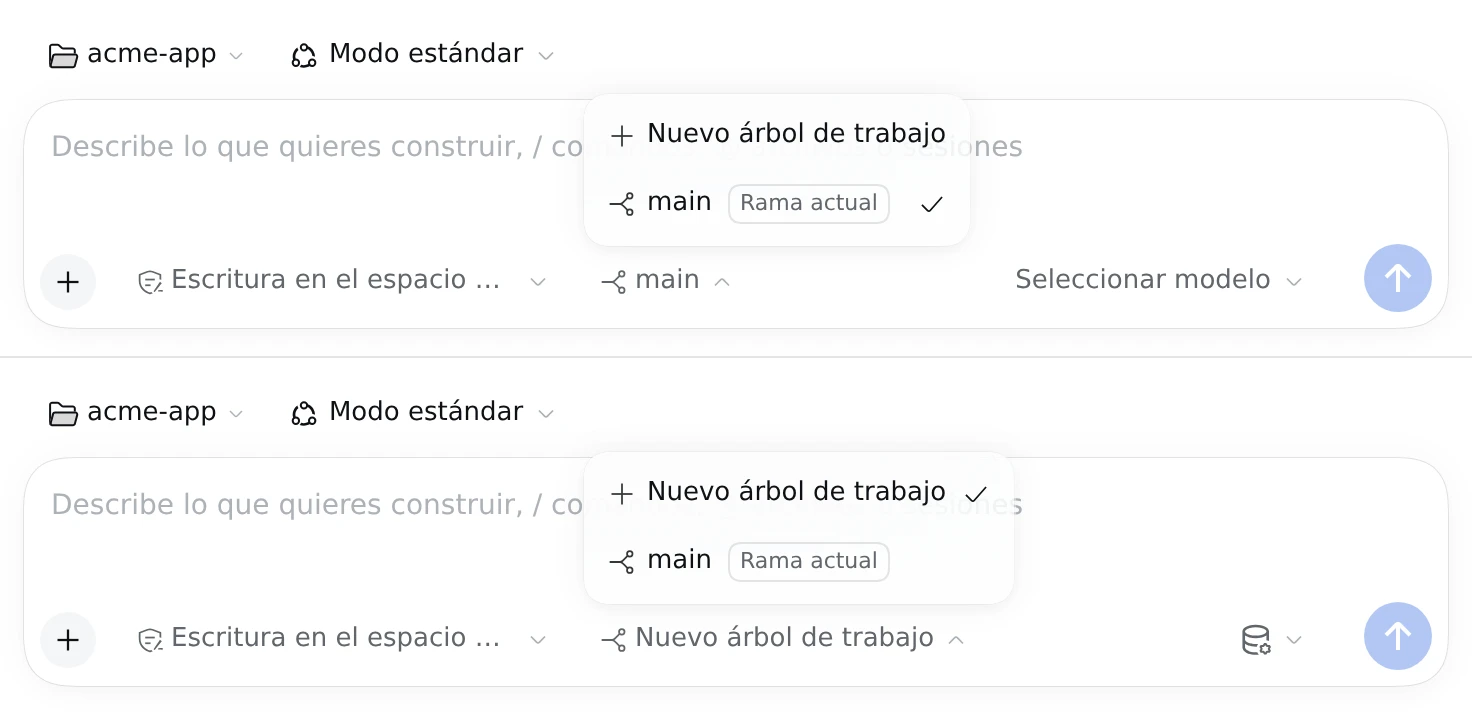 acme-app Modo estándar
Nuevo árbol de trabajo
Describe lo que quieres construir, / co
main Rama actual
Escritura en el espacio ... main Seleccionar modelo
acme-app Modo estándar
Nuevo árbol de trabajo
Describe lo que quieres construir, / co
main Rama actual
Escritura en el espacio ... Nuevo árbol de trabajo